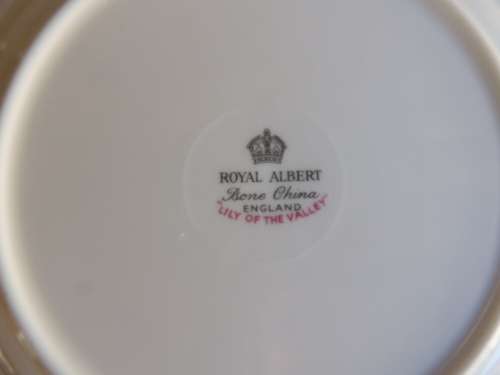 ROYAL ALBERT
Bone China
ENGLAND
"LILY OF THE VALLEY"